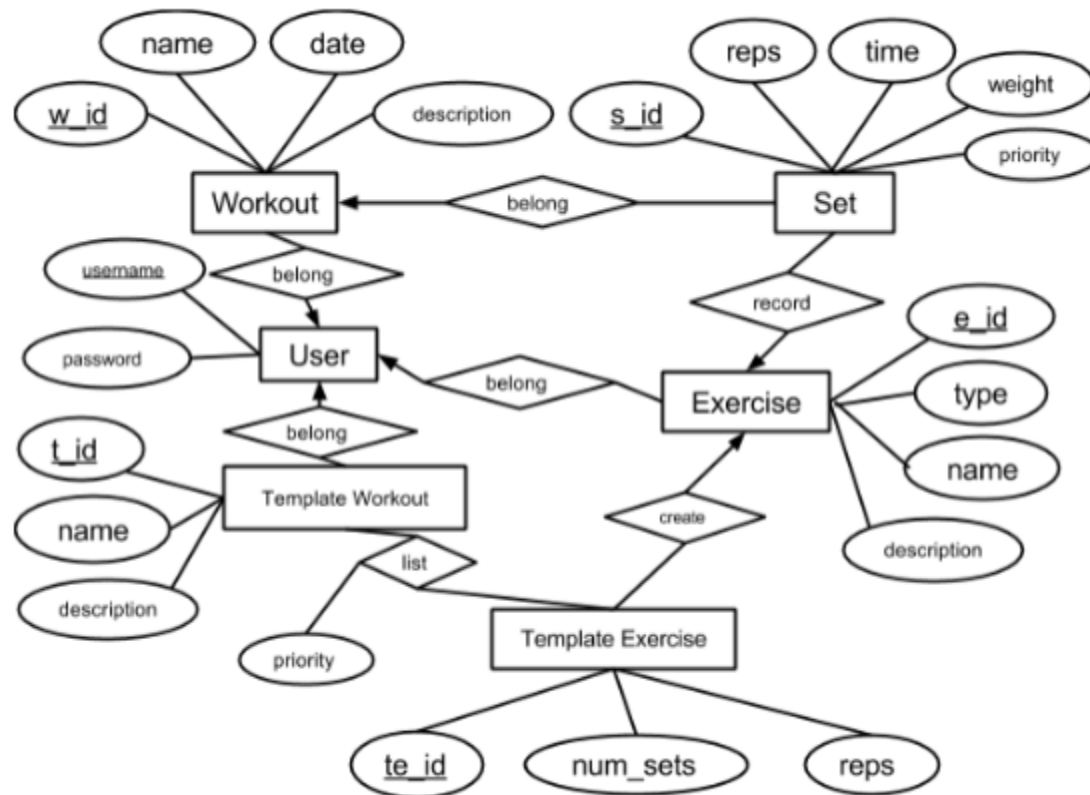 name
date
reps
time
weight
w_id
description
s_id
priority
Workout
belong
Set
username
belong
record
e_id
password
User
belong
Exercise
type
t_id
belong
name
Template Workout
create
name
list
description
description
priority
Template Exercise
te_id
num_sets
reps